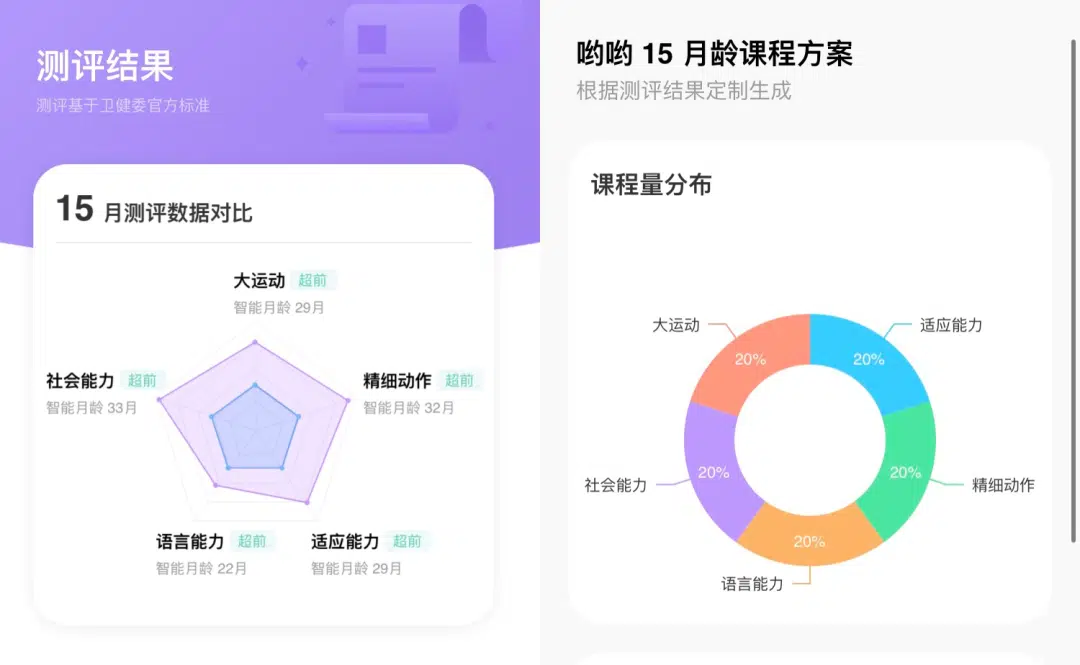 测评结果
测评基于卫健委官方标准
15 月测评数据对比
大运动 超前
智能月龄 29月
社会能力 超前
智能月龄 33月
精细动作 超前
智能月龄 32月
语言能力 超前
智能月龄 22月
适应能力 超前
智能月龄 29月
哟哟 15 月龄课程方案
根据测评结果定制生成
课程量分布
大运动
适应能力
20%
20%
社会能力
20%
20%
精细动作
20%
语言能力